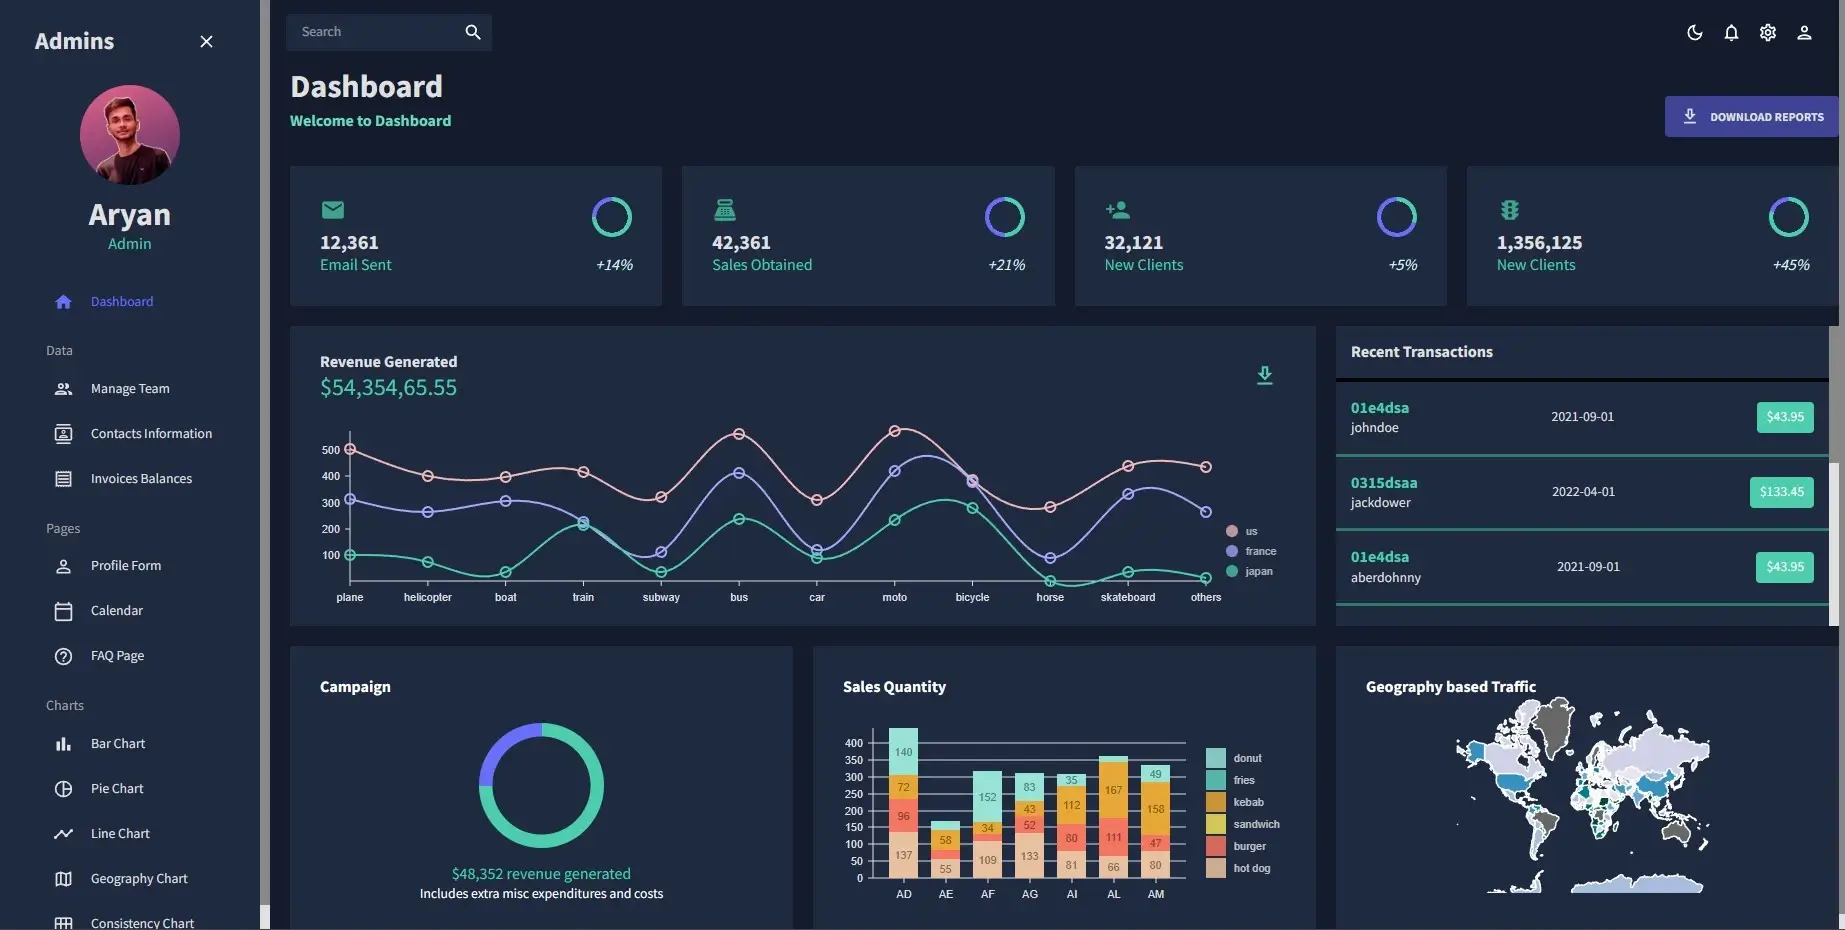 Admins
Aryan
Admin
Dashboard
Data
Manage Team
Contacts Information
Invoices Balances
Pages
Profile Form
Calendar
FAQ Page
Charts
Bar Chart
Pie Chart
Line Chart
Geography Chart
Consistency Chart
Search
Dashboard
Welcome to Dashboard
DOWNLOAD REPORTS
12,361
Email Sent +14%
42,361
Sales Obtained +21%
32,121
New Clients +5%
1,356,125
New Clients +45%
Revenue Generated
$54,354,65.55
500
400
300
200
100
plane helicopter boat train subway bus car moto bicycle horse skateboard others
us
france
japan
Recent Transactions
01e4dsa
johndoe
2021-09-01
$43.95
0315dsaa
jackdower
2022-04-01
$133.45
01e4dsa
aberdohnny
2021-09-01
$43.95
Campaign
$48,352 revenue generated
Includes extra misc expenditures and costs
Sales Quantity
400
350
300
250
200
150
100
50
0
140
72
96
137
58
55
152
34
109
83
43
52
133
35
112
80
81
167
111
66
49
158
47
80
AD AE AF AG AI AL AM
donut
fries
kebab
sandwich
burger
hot dog
Geography based Traffic